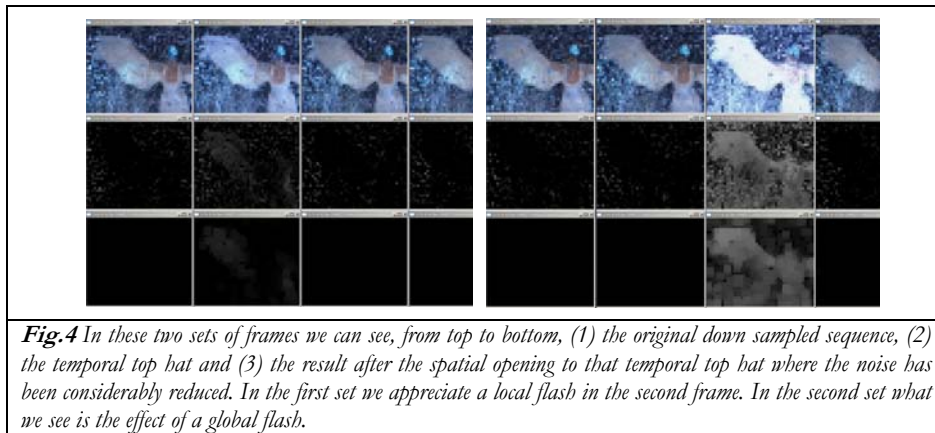 Fig.4 In these two sets of frames we can see, from top to bottom, (1) the original down sampled sequence, (2)
the temporal top hat and (3) the result after the spatial opening to that temporal top hat where the noise has
been considerably reduced. In the first set we appreciate a local flash in the second frame. In the second set what
we see is the effect of a global flash.